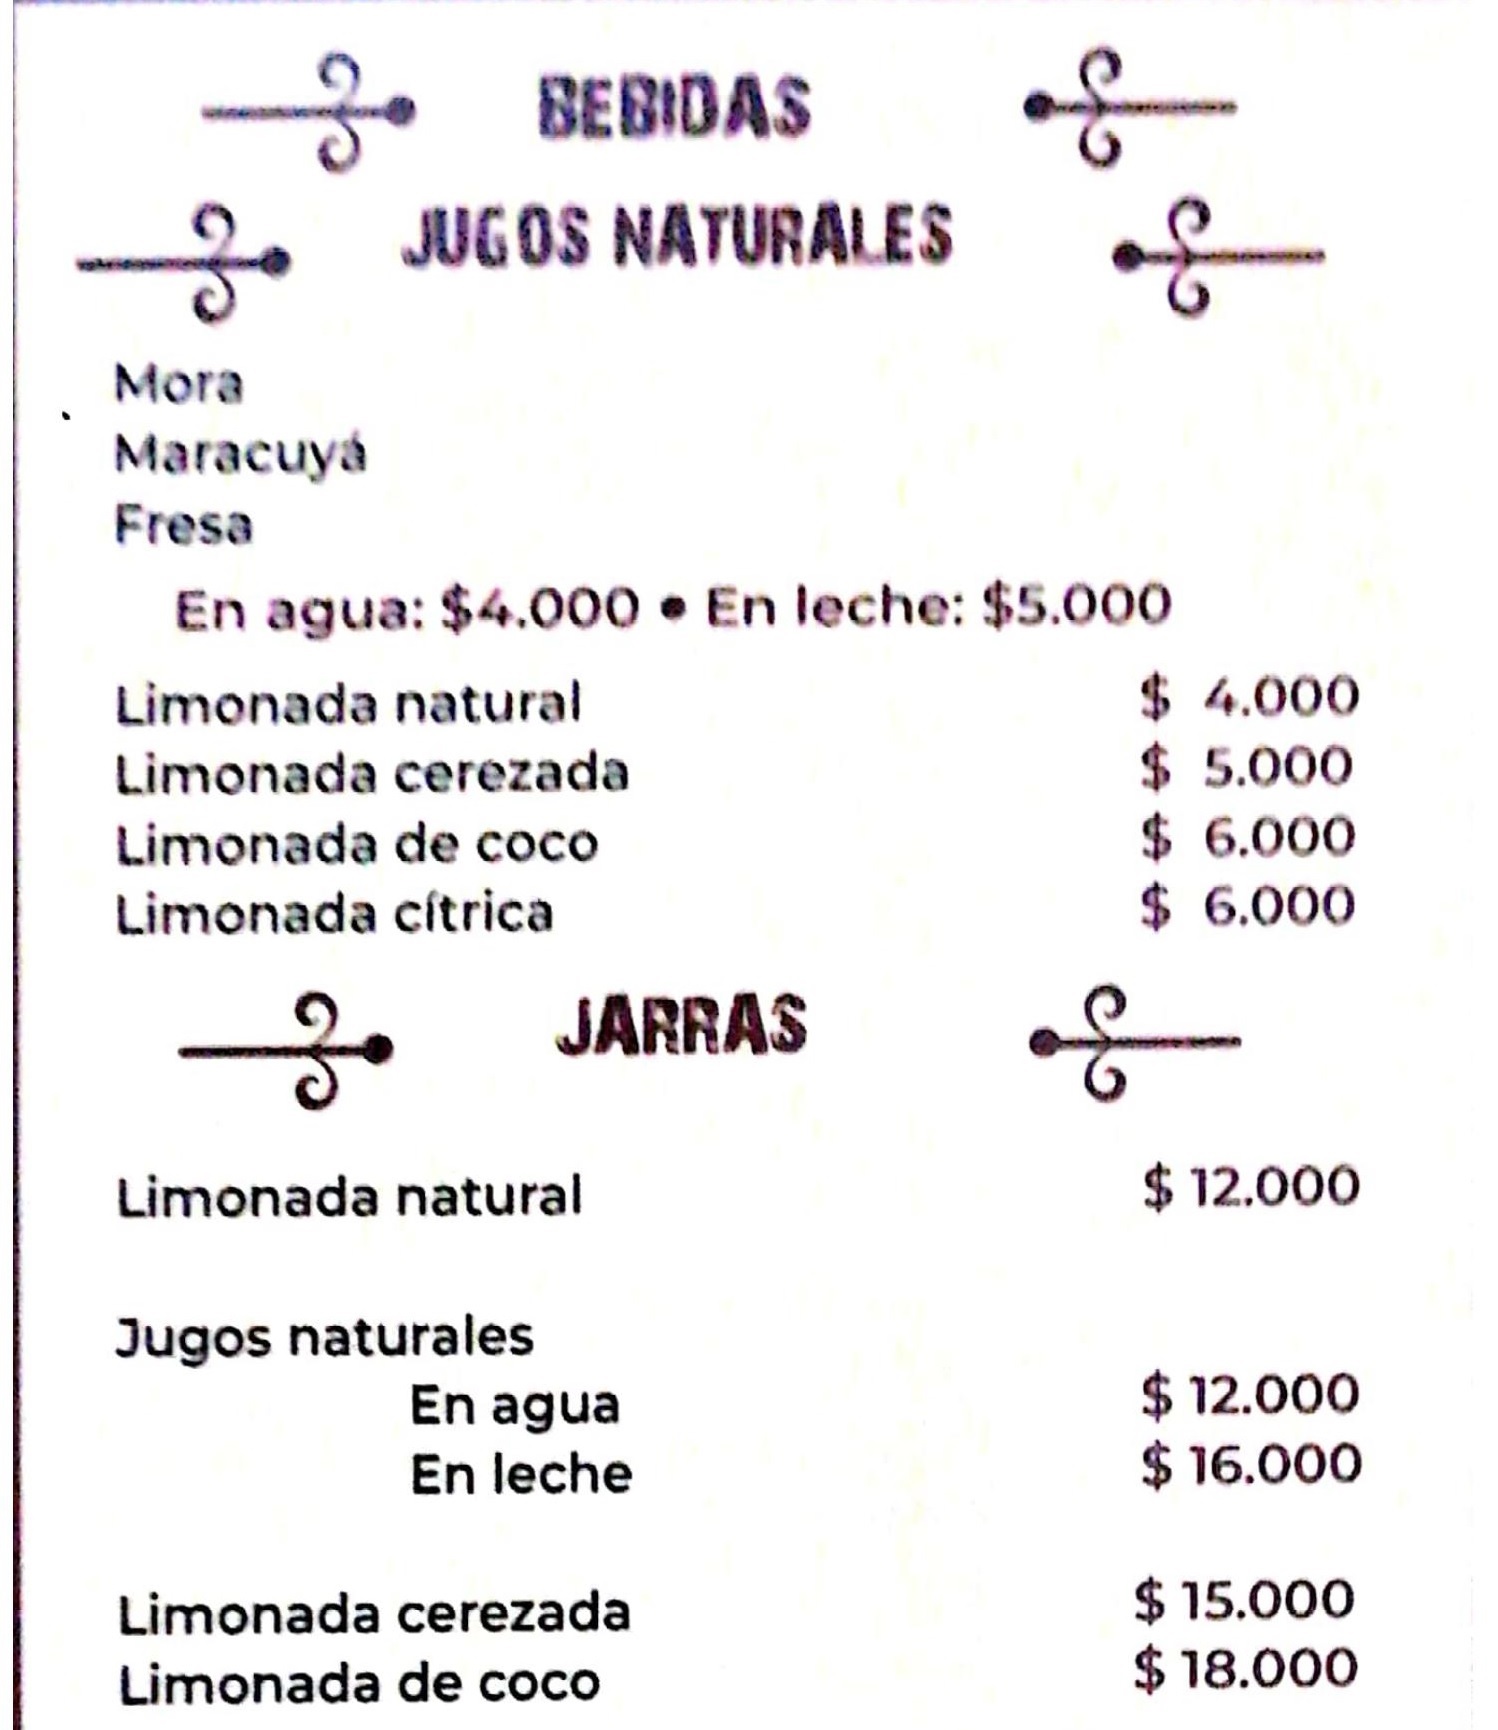 BEBIDAS
JUGOS NATURALES
Mora
Maracuyá
Fresa
En agua: $4.000 • En leche: $5.000
Limonada natural $ 4.000
Limonada cerezada $ 5.000
Limonada de coco $ 6.000
Limonada cítrica $ 6.000
JARRAS
Limonada natural $ 12.000
Jugos naturales
En agua $ 12.000
En leche $ 16.000
Limonada cerezada $ 15.000
Limonada de coco $ 18.000